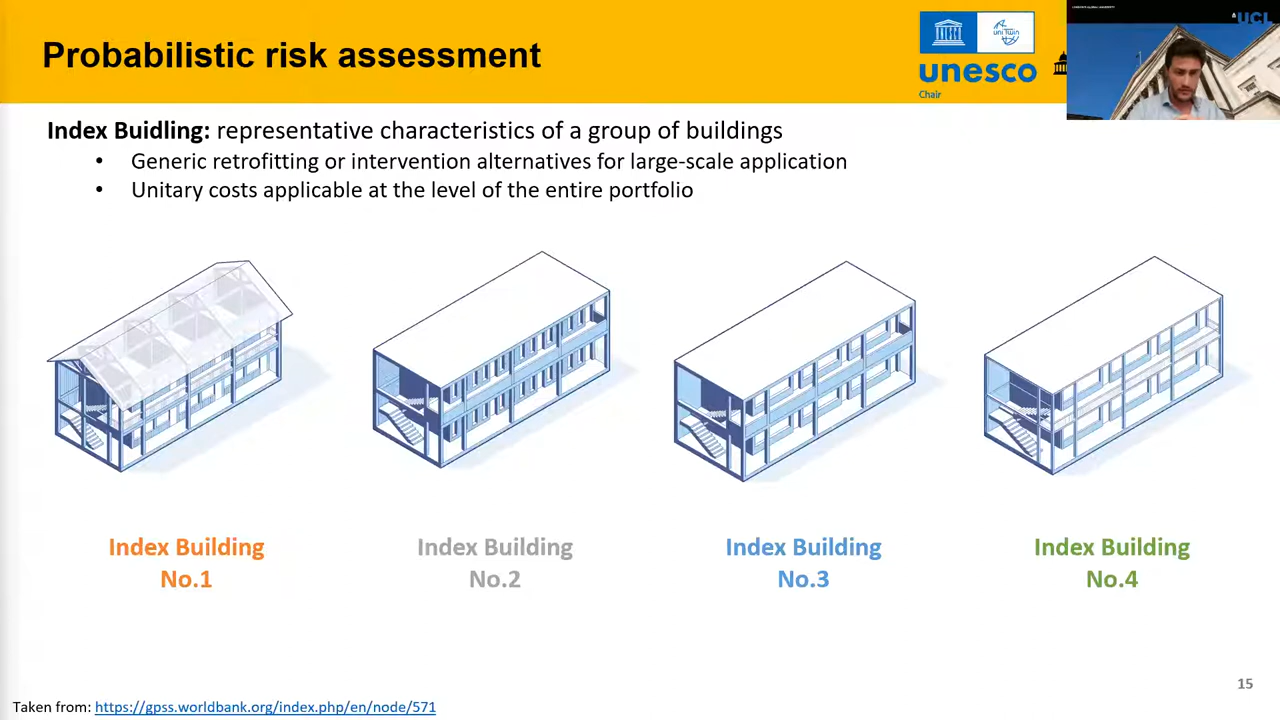 Probabilistic risk assessment
UNI TWIN
unesco
Chair
UCL
Index Buidling: representative characteristics of a group of buildings
• Generic retrofitting or intervention alternatives for large-scale application
• Unitary costs applicable at the level of the entire portfolio
Index Building
No.1
Index Building
No.2
Index Building
No.3
Index Building
No.4
15
Taken from: https://gpss.worldbank.org/index.php/en/node/571